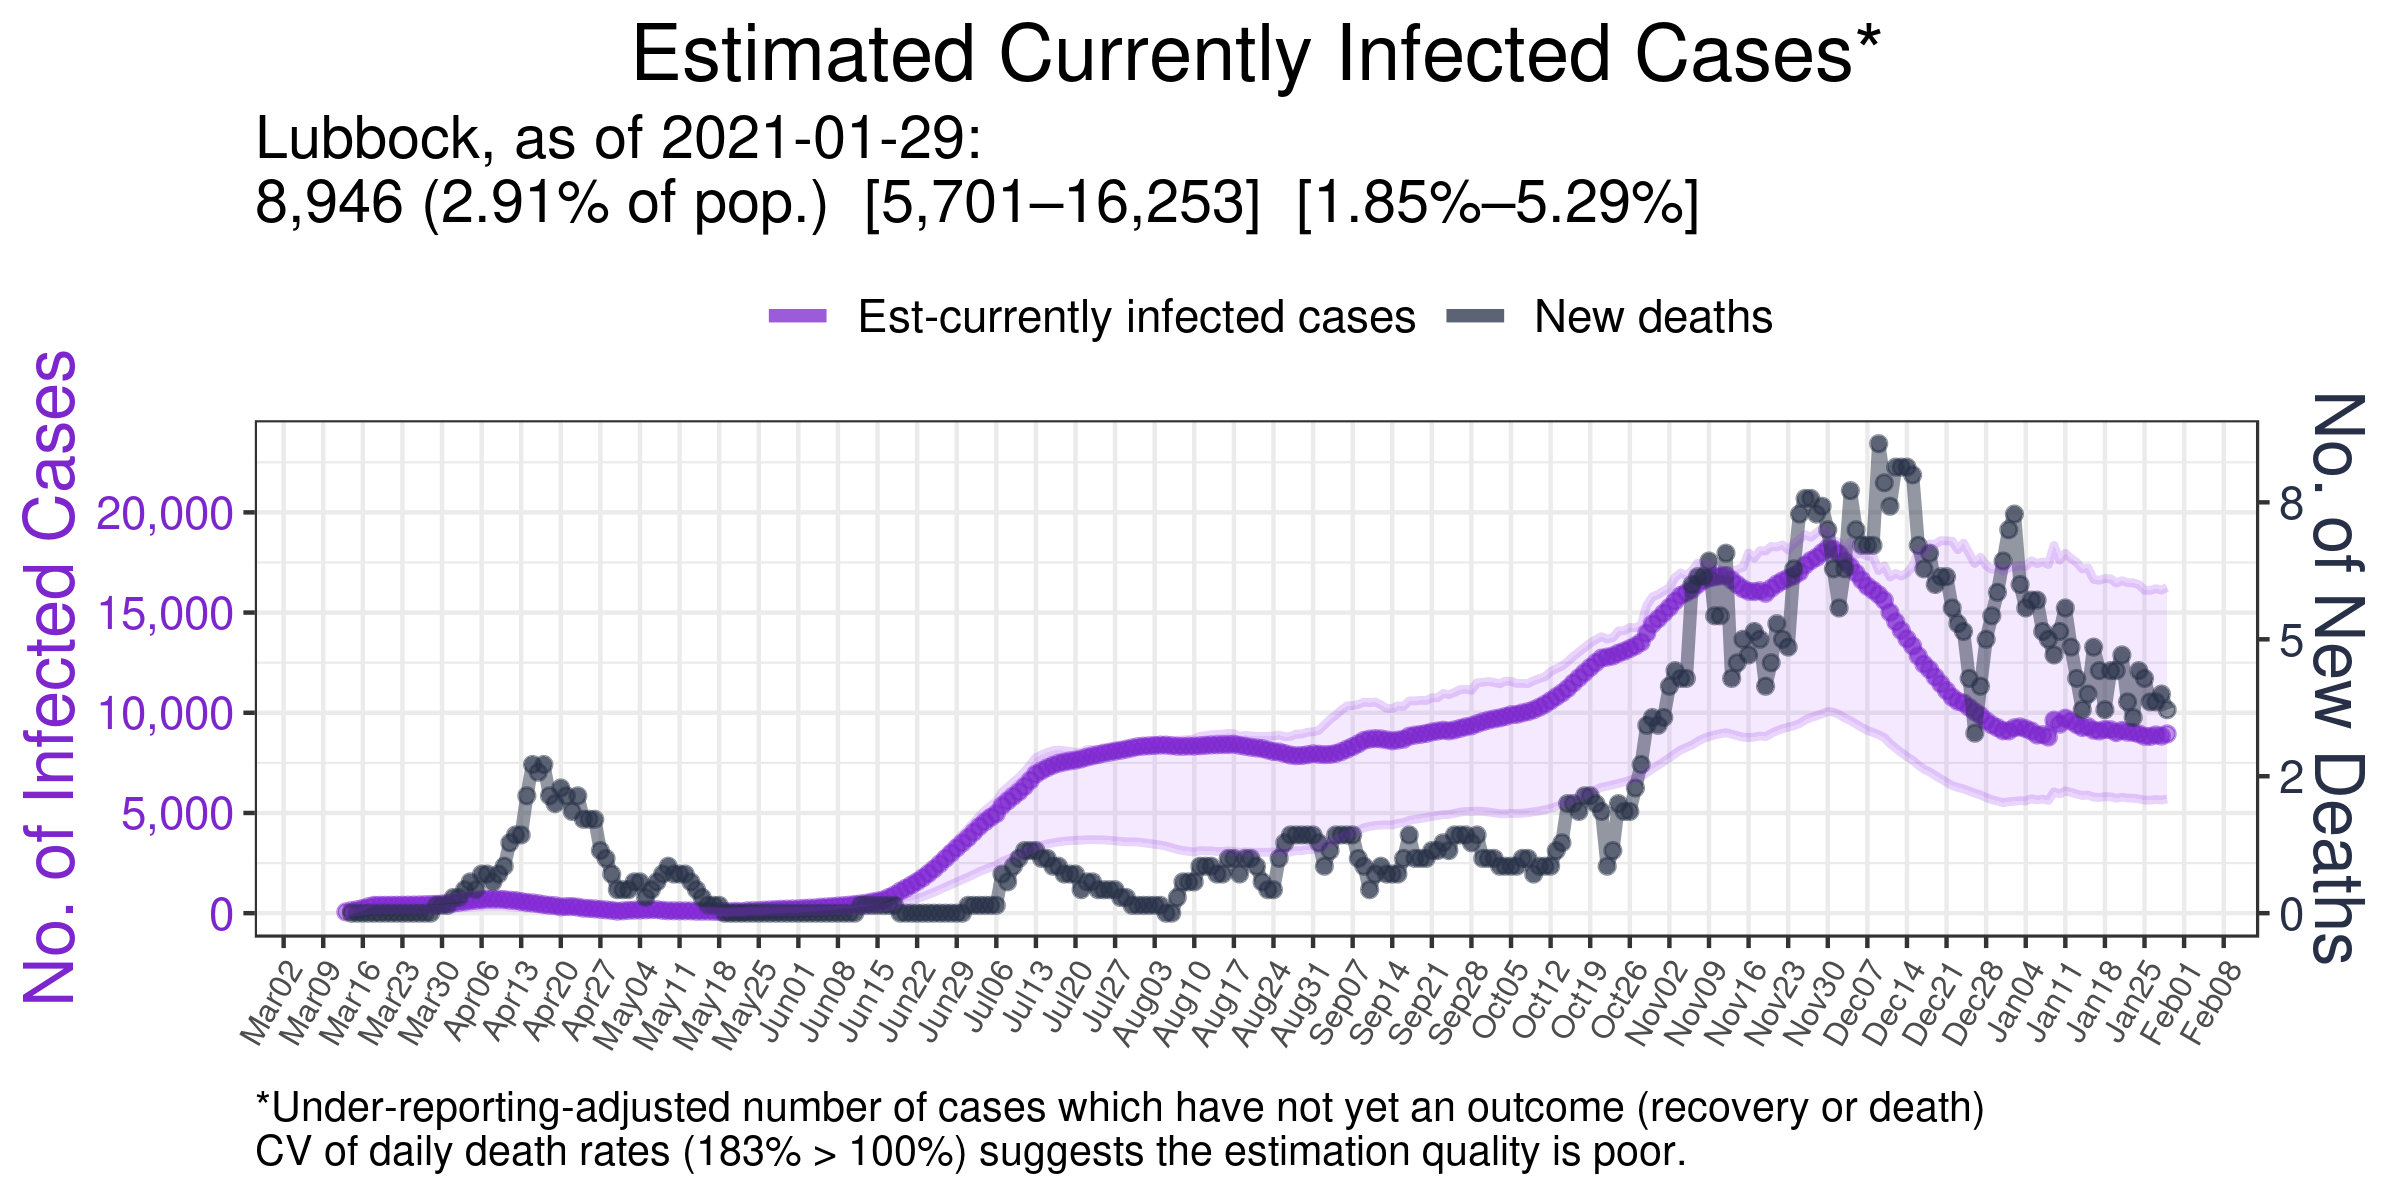 Estimated Currently Infected Cases*
Lubbock, as of 2021-01-29:
8,946 (2.91% of pop.)  [5,701–16,253]  [1.85%–5.29%]
Est-currently infected cases New deaths
No. of Infected Cases
20,000
15,000
10,000
5,000
0
8
5
2
0
No. of New Deaths
Mar02 Mar09 Mar16 Mar23 Mar30 Apr06 Apr13 Apr20 Apr27 May04 May11 May18 May25 Jun01 Jun08 Jun15 Jun22 Jun29 Jul06 Jul13 Jul20 Jul27 Aug03 Aug10 Aug17 Aug24 Aug31 Sep07 Sep14 Sep21 Sep28 Oct05 Oct12 Oct19 Oct26 Nov02 Nov09 Nov16 Nov23 Nov30 Dec07 Dec14 Dec21 Dec28 Jan04 Jan11 Jan18 Jan25 Feb01 Feb08
*Under-reporting-adjusted number of cases which have not yet an outcome (recovery or death)
CV of daily death rates (183% > 100%) suggests the estimation quality is poor.